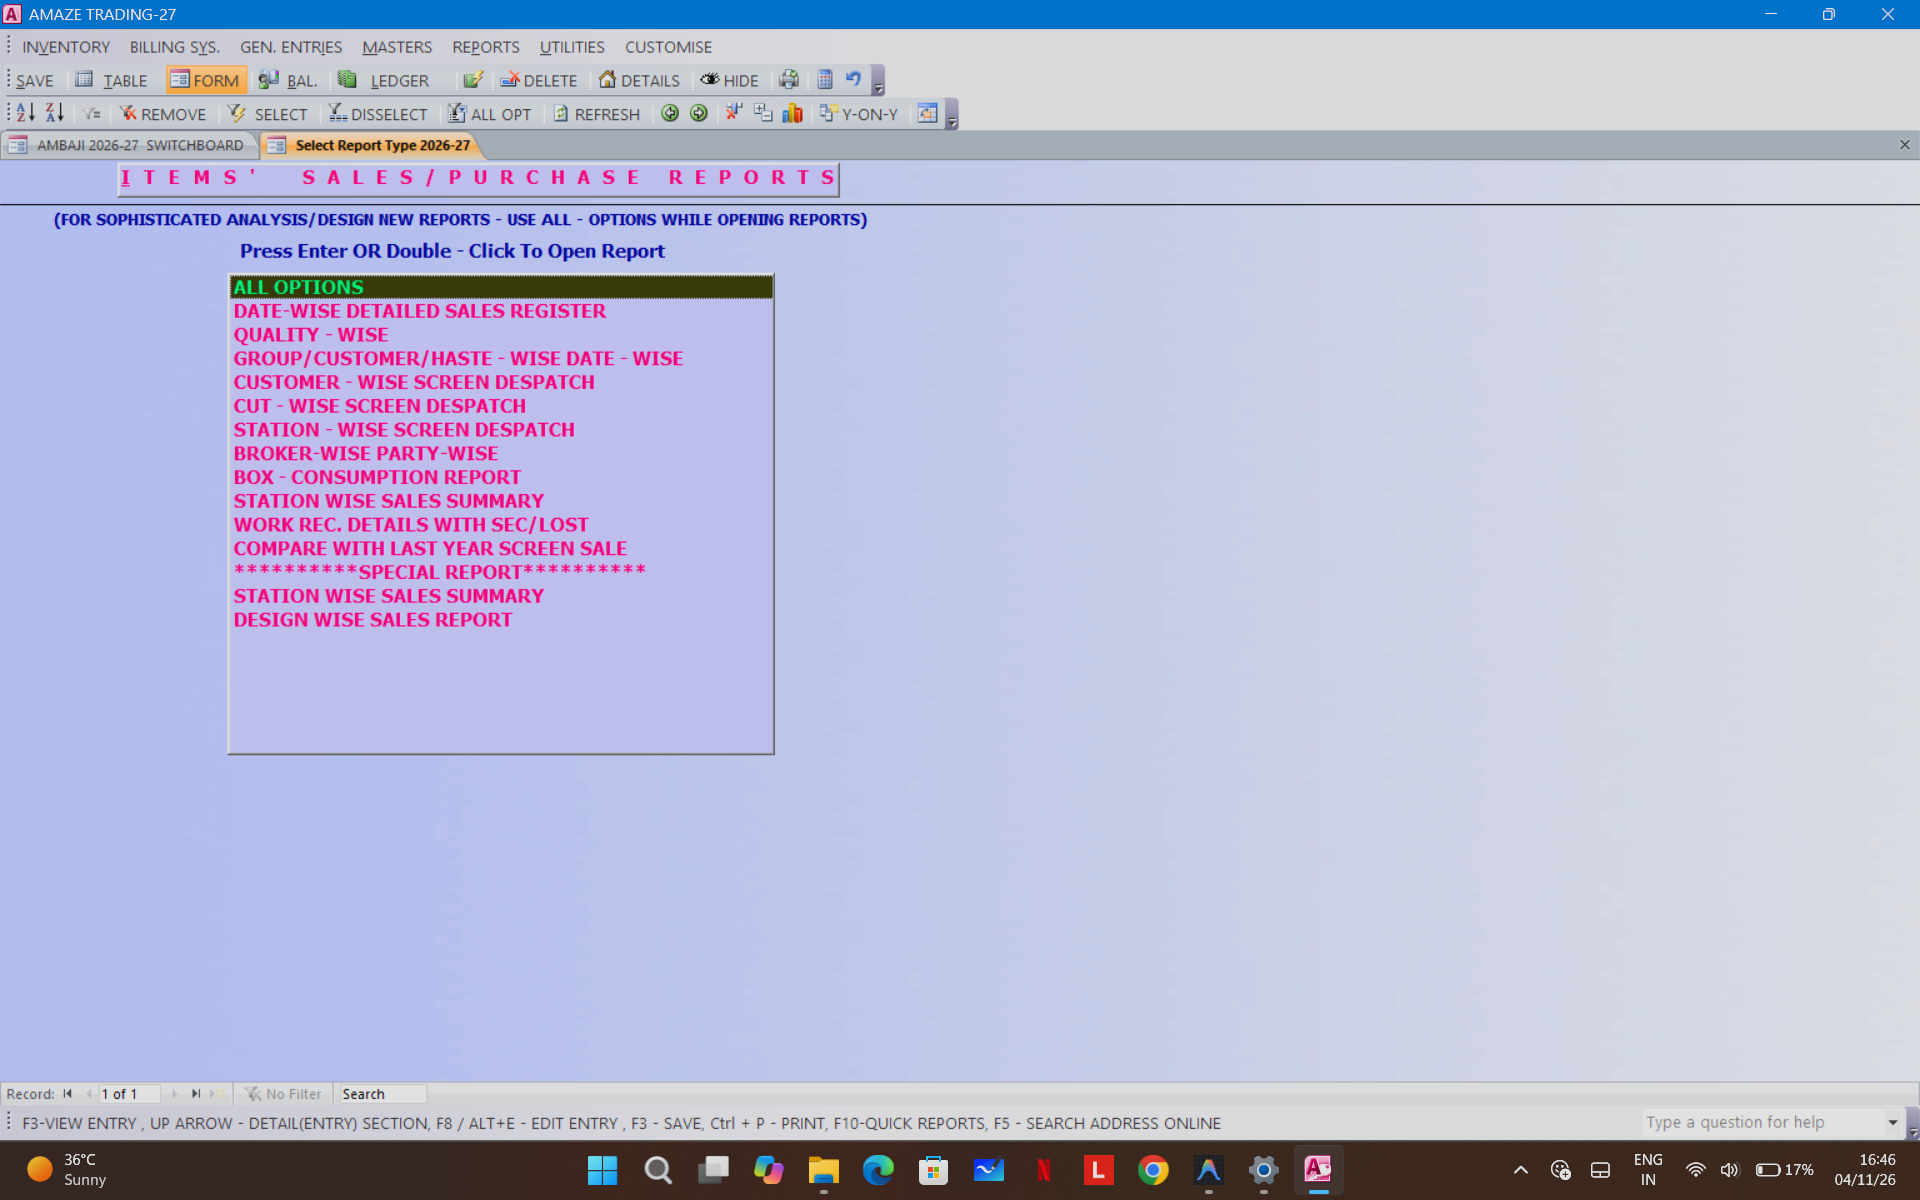 AMAZE TRADING-27
INVENTORY BILLING SYS. GEN. ENTRIES MASTERS REPORTS UTILITIES CUSTOMISE
SAVE TABLE FORM BAL. LEDGER DELETE DETAILS HIDE
REMOVE SELECT DISSELECT ALL OPT REFRESH Y-ON-Y
AMBAJI 2026-27 SWITCHBOARD Select Report Type 2026-27
ITEMS' SALES/PURCHASE REPORTS
(FOR SOPHISTICATED ANALYSIS/DESIGN NEW REPORTS - USE ALL - OPTIONS WHILE OPENING REPORTS)
Press Enter OR Double - Click To Open Report
ALL OPTIONS
DATE-WISE DETAILED SALES REGISTER
QUALITY - WISE
GROUP/CUSTOMER/HASTE - WISE DATE - WISE
CUSTOMER - WISE SCREEN DESPATCH
CUT - WISE SCREEN DESPATCH
STATION - WISE SCREEN DESPATCH
BROKER-WISE PARTY-WISE
BOX - CONSUMPTION REPORT
STATION WISE SALES SUMMARY
WORK REC. DETAILS WITH SEC/LOST
COMPARE WITH LAST YEAR SCREEN SALE
**********SPECIAL REPORT**********
STATION WISE SALES SUMMARY
DESIGN WISE SALES REPORT
Record: 1 of 1 No Filter Search
F3-VIEW ENTRY , UP ARROW - DETAIL(ENTRY) SECTION, F8 / ALT+E - EDIT ENTRY , F3 - SAVE, Ctrl + P - PRINT, F10-QUICK REPORTS, F5 - SEARCH ADDRESS ONLINE
Type a question for help
36°C
Sunny
ENG
IN
17%
16:46
04/11/26